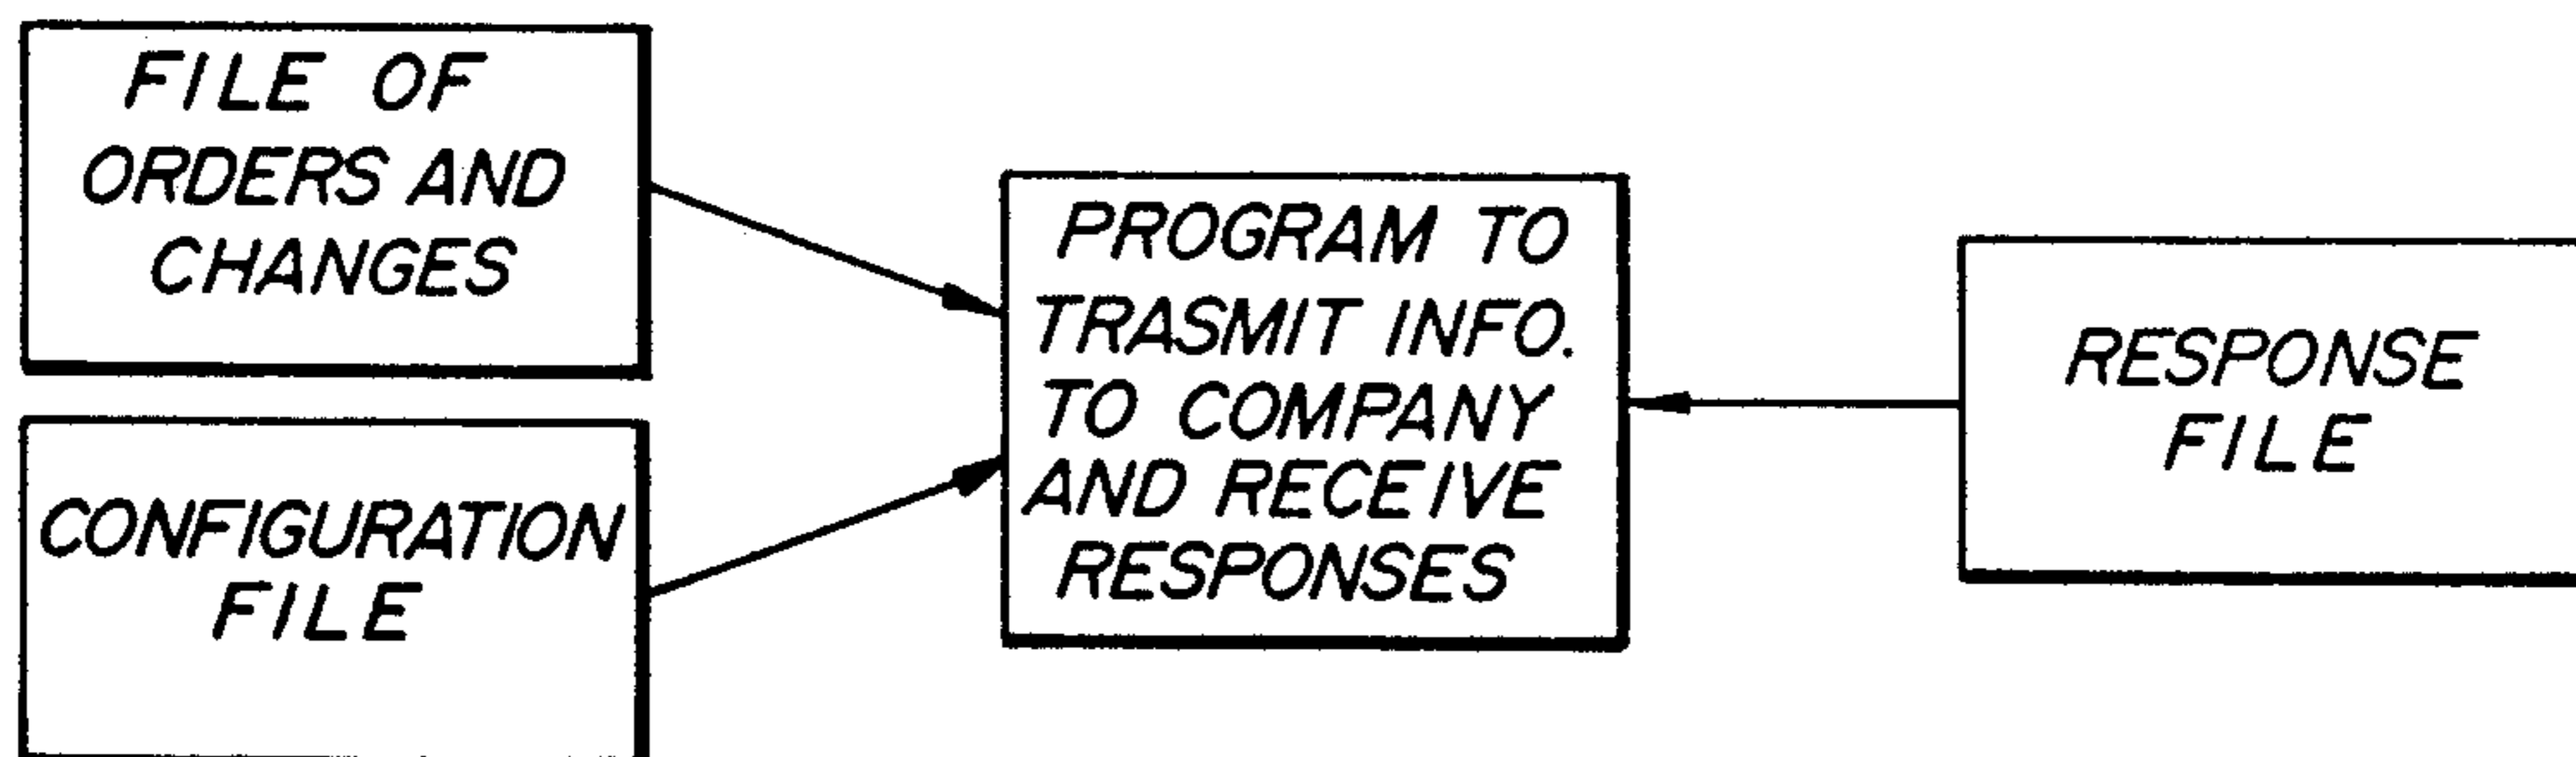 FILE OF
ORDERS AND
CHANGES
CONFIGURATION
FILE
PROGRAM TO
TRASMIT INFO.
TO COMPANY
AND RECEIVE
RESPONSES
RESPONSE
FILE